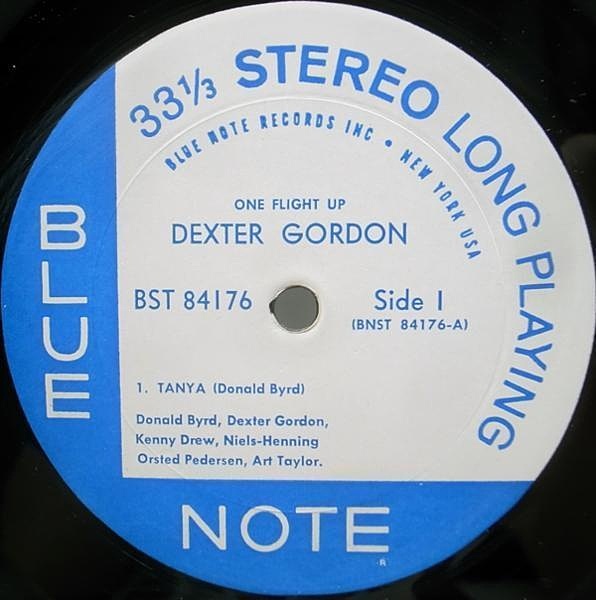 33 1/3 STEREO LONG PLAYING
BLUE NOTE RECORDS INC • NEW YORK USA
ONE FLIGHT UP
DEXTER GORDON
BST 84176
Side 1
(BNST 84176-A)
1. TANYA (Donald Byrd)
Donald Byrd, Dexter Gordon,
Kenny Drew, Niels-Henning
Orsted Pedersen, Art Taylor.
BLUE
NOTE
R